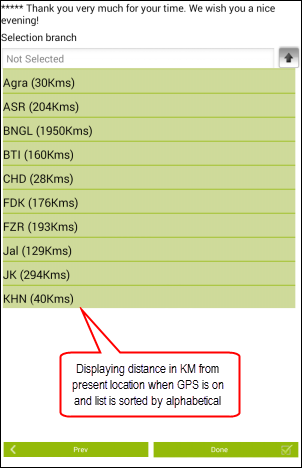 ***** Thank you very much for your time. We wish you a nice
evening!
Selection branch
Not Selected
Agra (30Kms)
ASR (204Kms)
BNGL (1950Kms)
BTI (160Kms)
CHD (28Kms)
FDK (176Kms)
FZR (193Kms)
Jal (129Kms)
JK (294Kms)
KHN (40Kms)
Displaying distance in KM from
present location when GPS is on
and list is sorted by alphabetical
Prev
Done